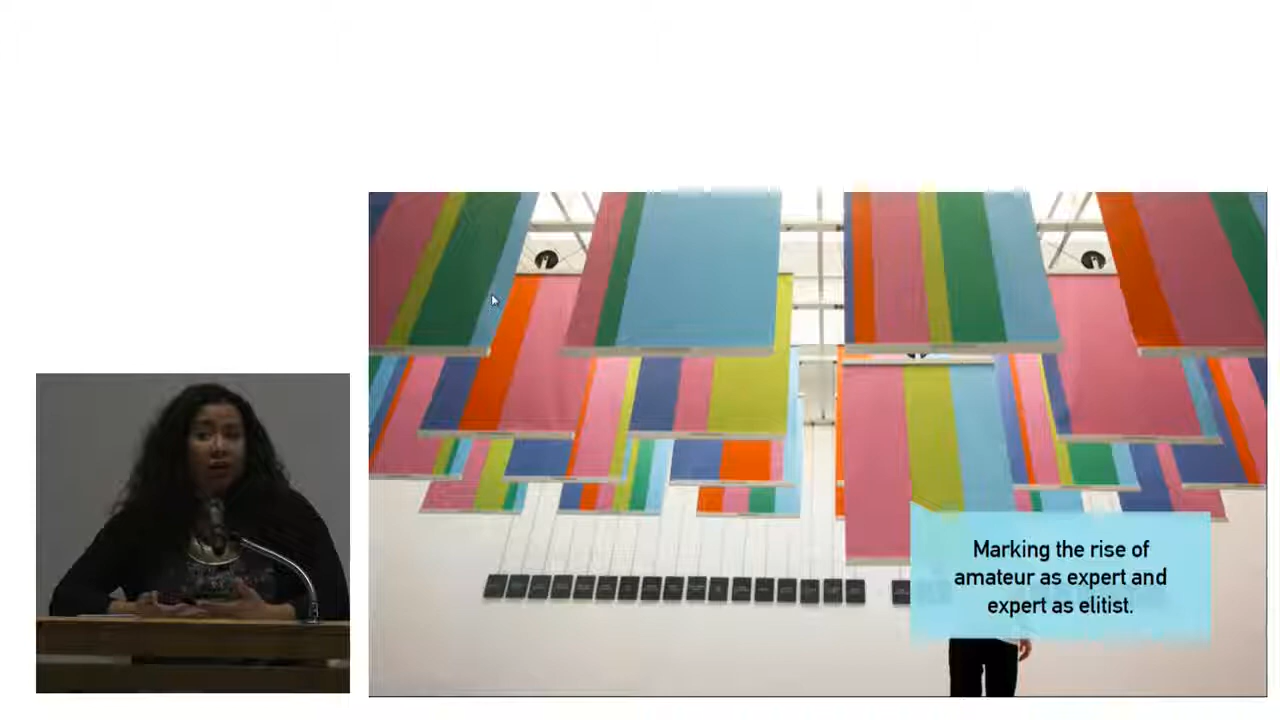 Marking the rise of
amateur as expert and
expert as elitist.